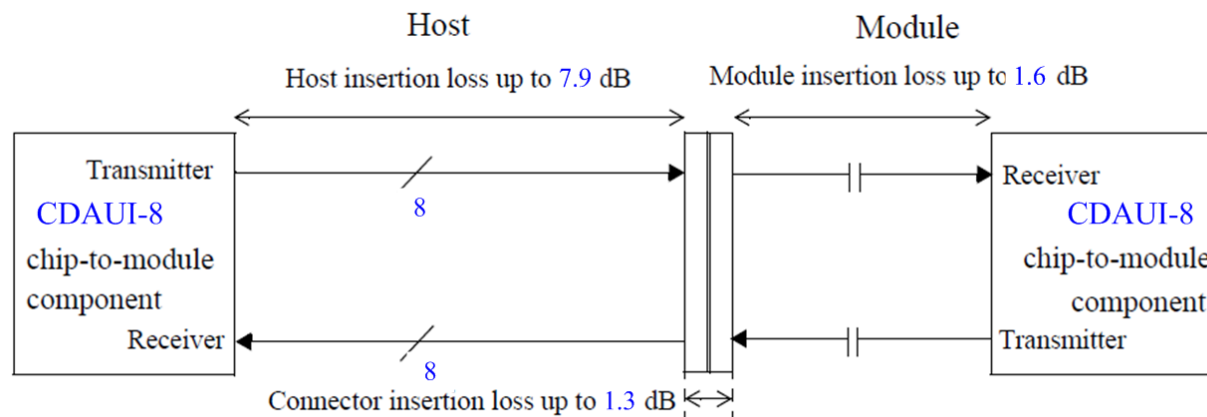 Host
Module
Host insertion loss up to 7.9 dB
Module insertion loss up to 1.6 dB
Transmitter
Receiver
8
CDAUI-8
CDAUI-8
chip-to-module
chip-to-module
component
component
Receiver
Transmitter
8
Connector insertion loss up to 1.3 dB